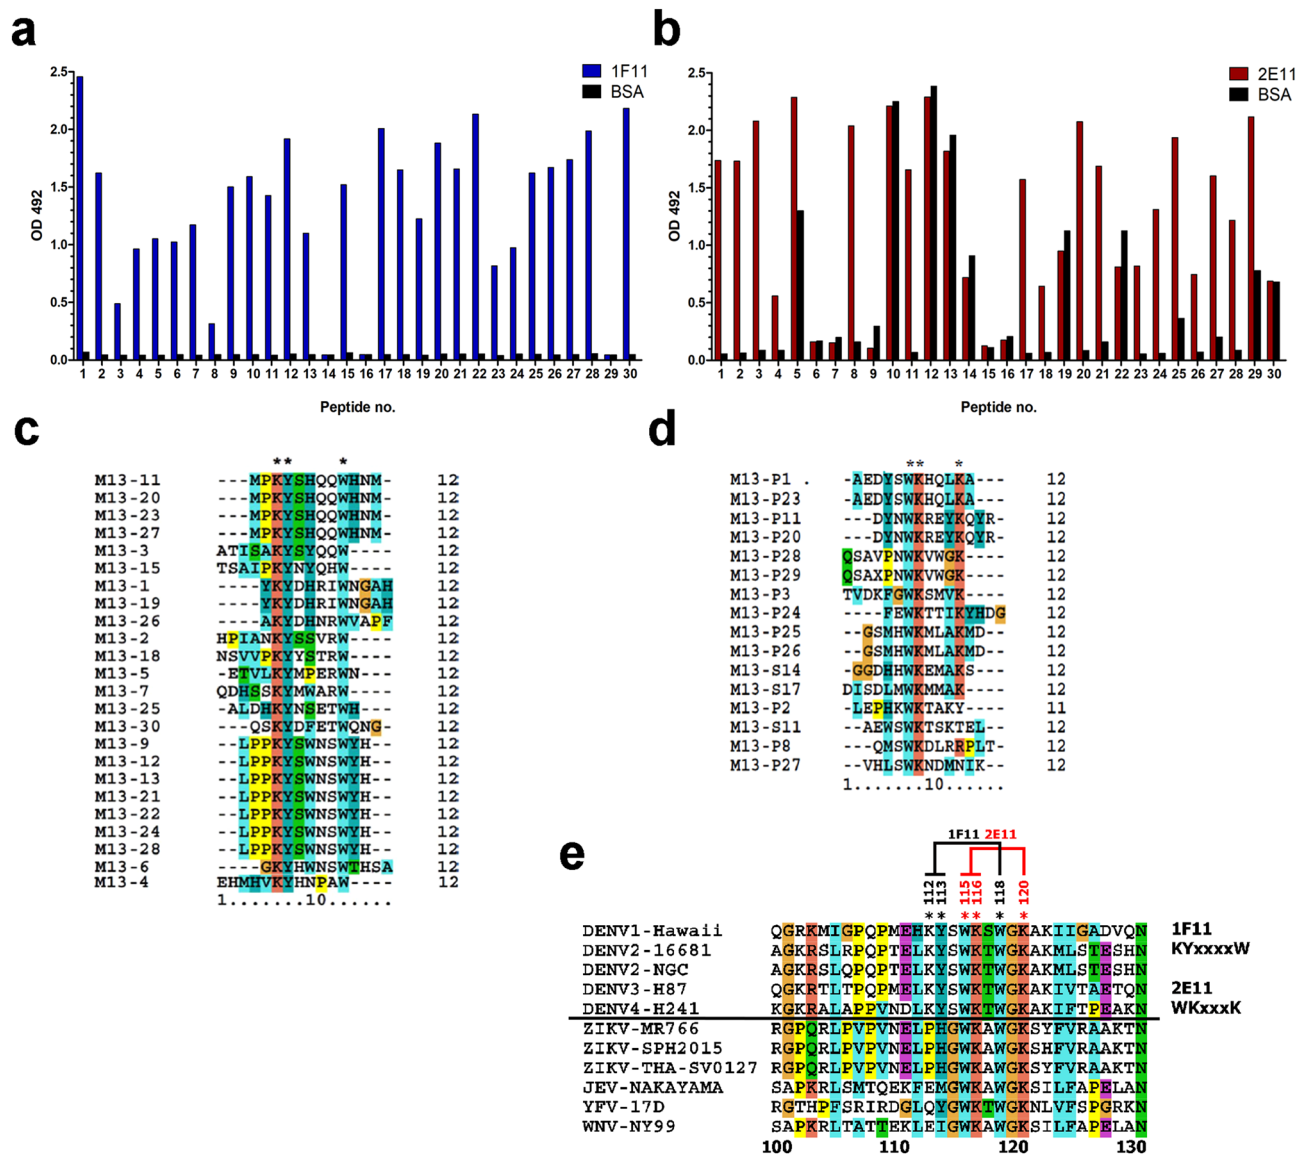 a
2.5
2.0
1.5
1.0
0.5
0.0
OD 492
1F11
BSA
1 2 3 4 5 6 7 8 9 10 11 12 13 14 15 16 17 18 19 20 21 22 23 24 25 26 27 28 29 30
Peptide no.
b
2.5
2.0
1.5
1.0
0.5
0.0
OD 492
2E11
BSA
1 2 3 4 5 6 7 8 9 10 11 12 13 14 15 16 17 18 19 20 21 22 23 24 25 26 27 28 29 30
Peptide no.
c
** *
M13-11 ---MPKYSHQQWHNM- 12
M13-20 ---MPKYSHQQWHNM- 12
M13-23 ---MPKYSHQQWHNM- 12
M13-27 ---MPKYSHQQWHNM- 12
M13-3 ATISAKYSYQQW---- 12
M13-15 TSAIPKYNYQHW---- 12
M13-1 ----YKYDHRIWNGAH 12
M13-19 ----YKYDHRIWNGAH 12
M13-26 ----AKYDHNRWVAPF 12
M13-2 HPIANKYSSVRW---- 12
M13-18 NSVVPKYYSTRW---- 12
M13-5 -ETVLKYMPERWN--- 12
M13-7 QDHSSKYMWARW---- 12
M13-25 -ALDHKYNSETWH--- 12
M13-30 ---QSKYDFETWQNG- 12
M13-9 --LPPKYSWNSWYH-- 12
M13-12 --LPPKYSWNSWYH-- 12
M13-13 --LPPKYSWNSWYH-- 12
M13-21 --LPPKYSWNSWYH-- 12
M13-22 --LPPKYSWNSWYH-- 12
M13-24 --LPPKYSWNSWYH-- 12
M13-28 --LPPKYSWNSWYH-- 12
M13-6 ----GKYHWNSWTHSA 12
M13-4 EHMHVKYHNPAW---- 12
1.......10......
d
** *
M13-P1 . -AEDYSWKHQLKA--- 12
M13-P23 -AEDYSWKHQLKA--- 12
M13-P11 ---DYNWKREYKQYR- 12
M13-P20 ---DYNWKREYKQYR- 12
M13-P28 QSAVPNWKVWGK---- 12
M13-P29 QSAXPNWKVWGK---- 12
M13-P3 TVDKFGWKSMVK---- 12
M13-P24 ----FEWKTTIKYHDG 12
M13-P25 --GSMHWKMLAKMD-- 12
M13-P26 --GSMHWKMLAKMD-- 12
M13-S14 -GGDHHWKEMAKS--- 12
M13-S17 DISDLMWKMMAK---- 12
M13-P2 -LEPHKWKTAKY---- 11
M13-S11 --AEWSWKTSKTEL-- 12
M13-P8 ---QMSWKDLRRPLT- 12
M13-P27 --VHLSWKNDMNIK-- 12
1.......10......
e
1F11 2E11
112 113 115 116 118 120
** ** * *
DENV1-Hawaii QGRKMIGPQPMEHKYSWKSWGKAKIIGADVQN 1F11
DENV2-16681 AGKRSLRPQPTELKYSWKTWGKAKMLSTESHN KYxxxxW
DENV2-NGC AGKRSLQPQPTELKYSWKTWGKAKMLSTESHN
DENV3-H87 QGKRTLTPQPMELKYSWKTWGKAKIVTAETQN 2E11
DENV4-H241 KGKRALAPPVNDLKYSWKTWGKAKIFTPEAKN WKxxxK
ZIKV-MR766 RGPQRLPVPVNELPHGWKAWGKSYFVRAAKTN
ZIKV-SPH2015 RGPQRLPVPVNELPHGWKAWGKSHFVRAAKTN
ZIKV-THA-SV0127 RGPQRLPVPVNELPHGWKAWGKSYFVRAAKTN
JEV-NAKAYAMA SAPKRLSMTQEKFEMGWKAWGKSILFAPELAN
YFV-17D RGTHPFSRIRDGLQYGWKTWGKNLVFSPGRKN
WNV-NY99 SAPKRLTATTEKLEIGWKAWGKSILFAPELAN
100 110 120 130